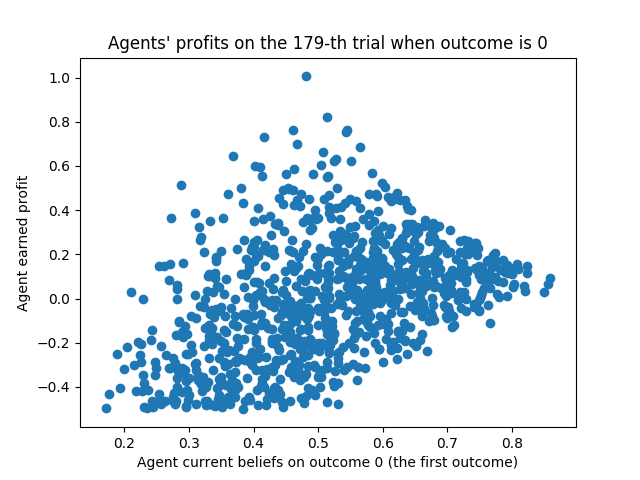 Agents' profits on the 179-th trial when outcome is 0
1.0
0.8
0.6
0.4
0.2
0.0
−0.2
−0.4
Agent earned profit
0.2 0.3 0.4 0.5 0.6 0.7 0.8
Agent current beliefs on outcome 0 (the first outcome)